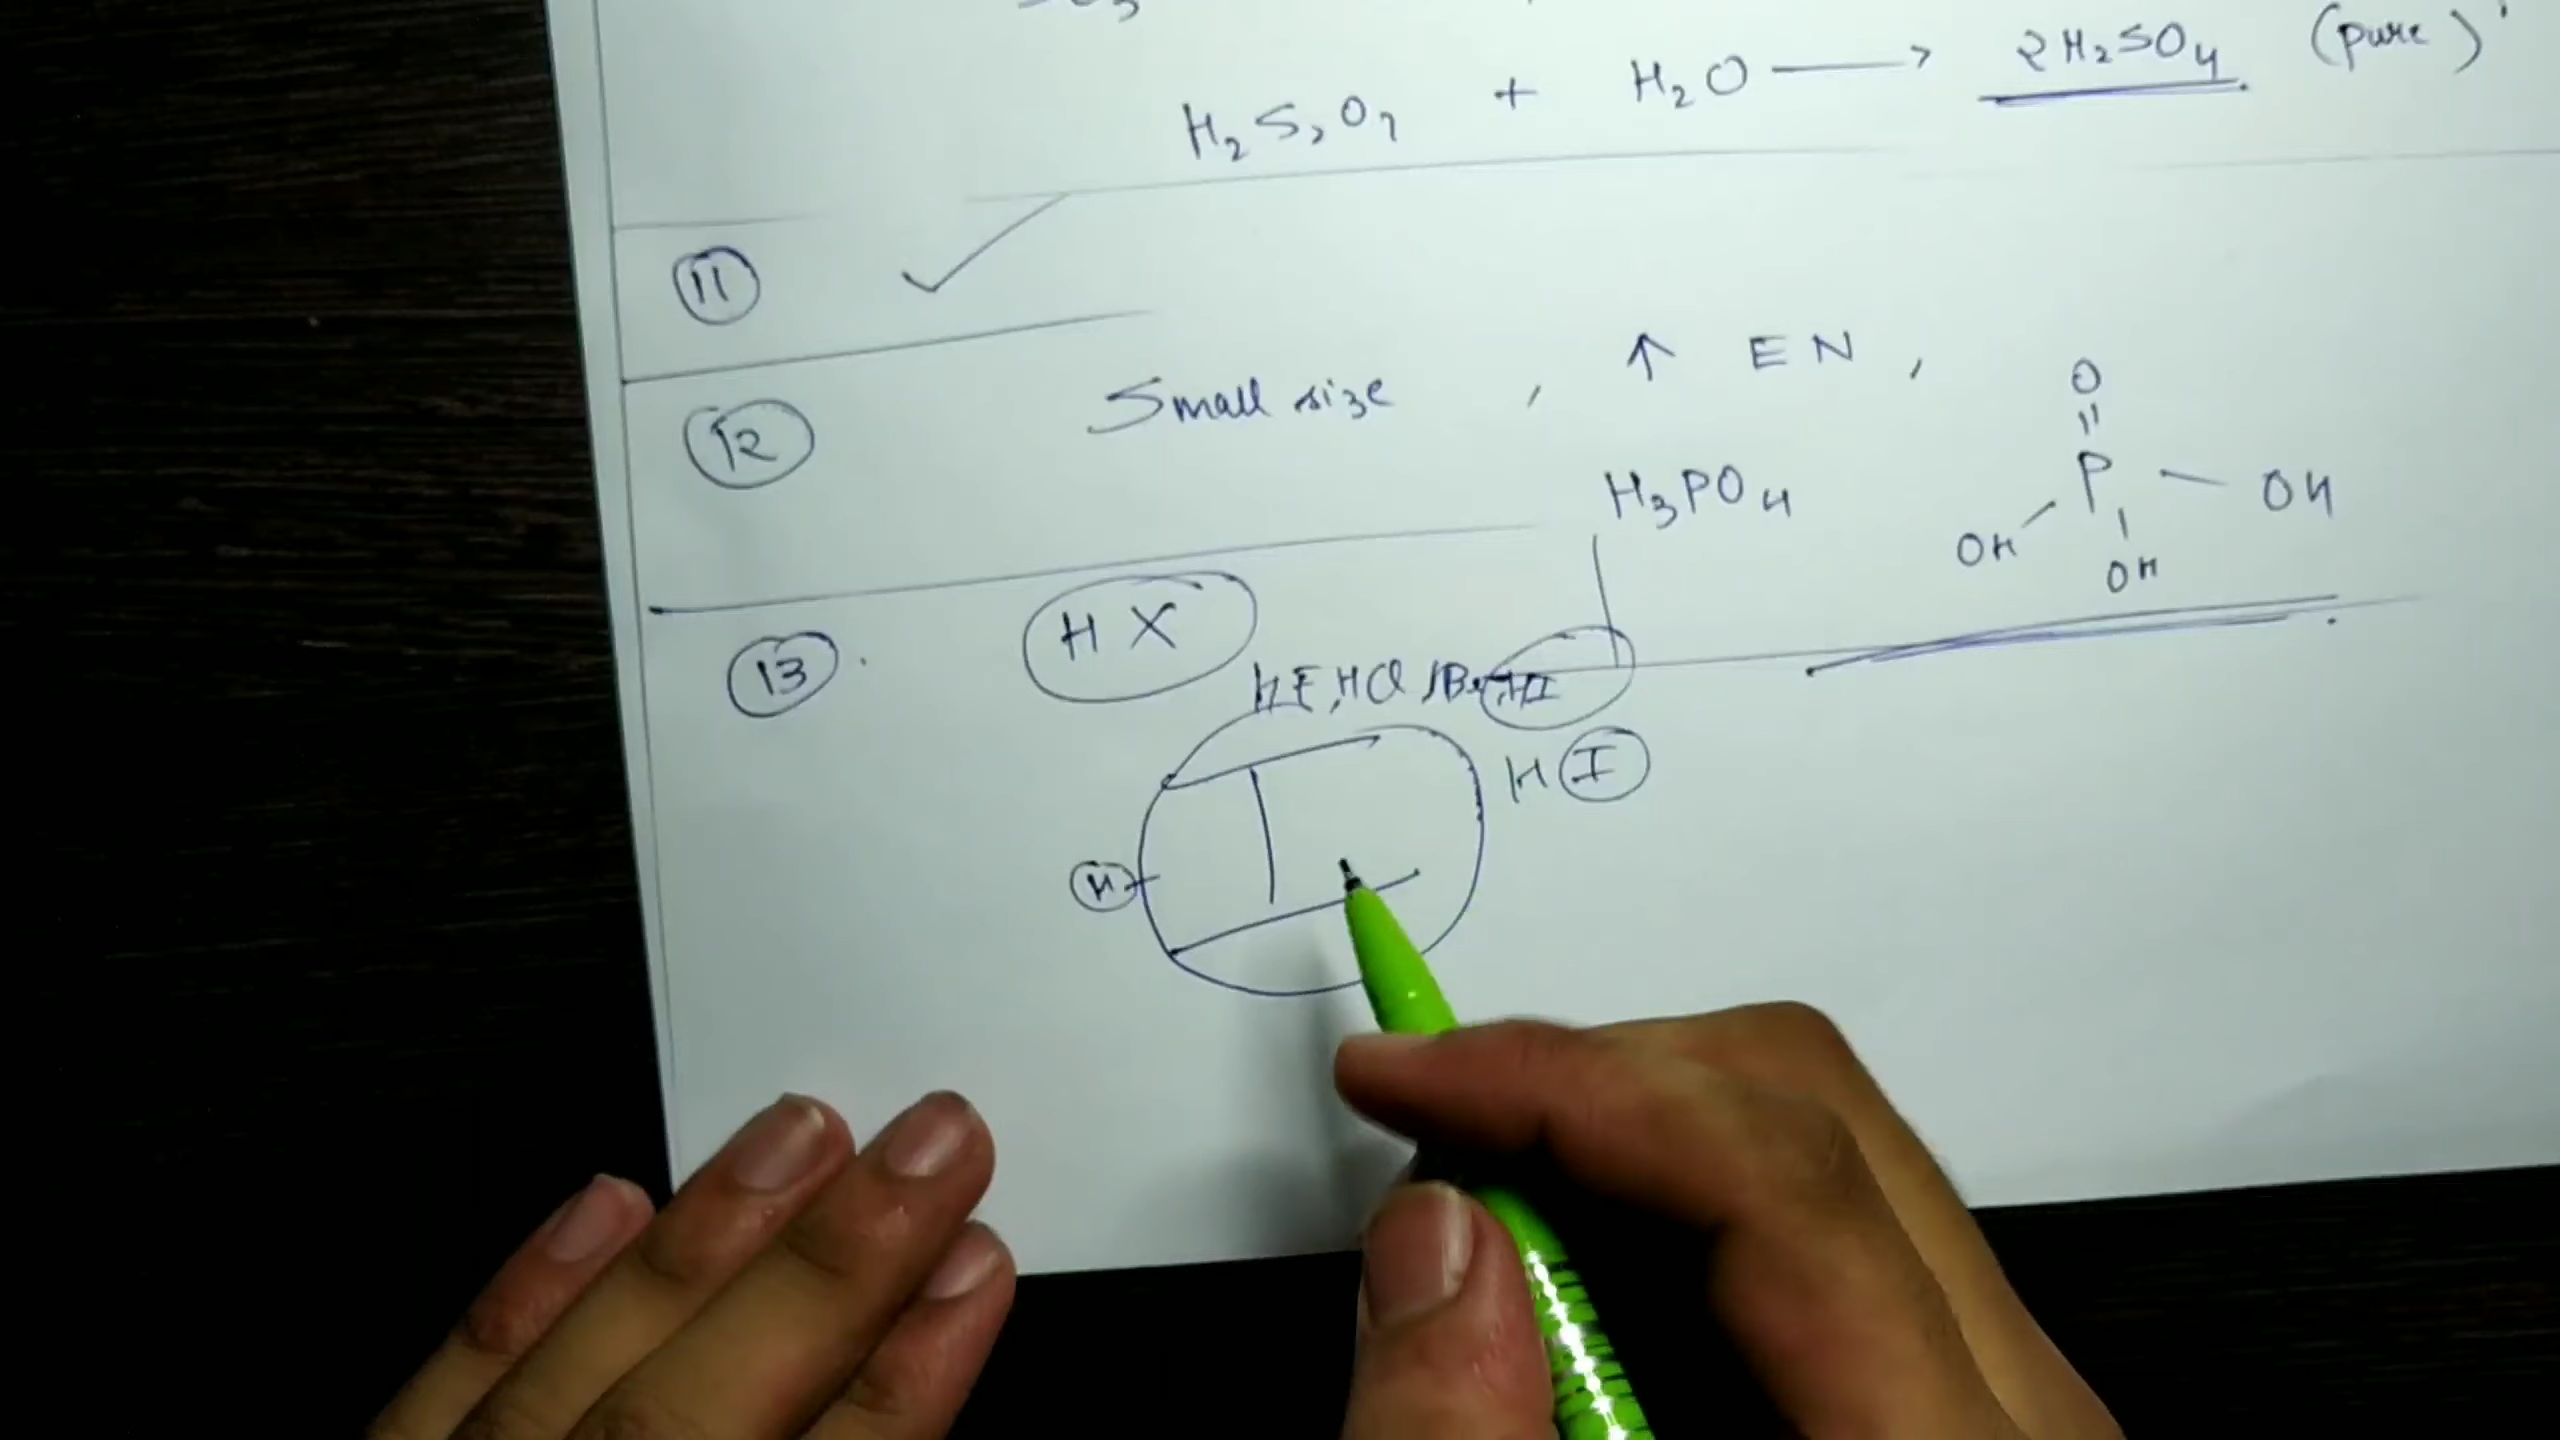 H₂S₂O₇ + H₂O ⟶ 2H₂SO₄ (pure)
11
12 Small size , ↑ EN ,
H₃PO₄
O
P OH
OH
OH
13 . HX
HF, HCl, HBr, HI
H I
H I